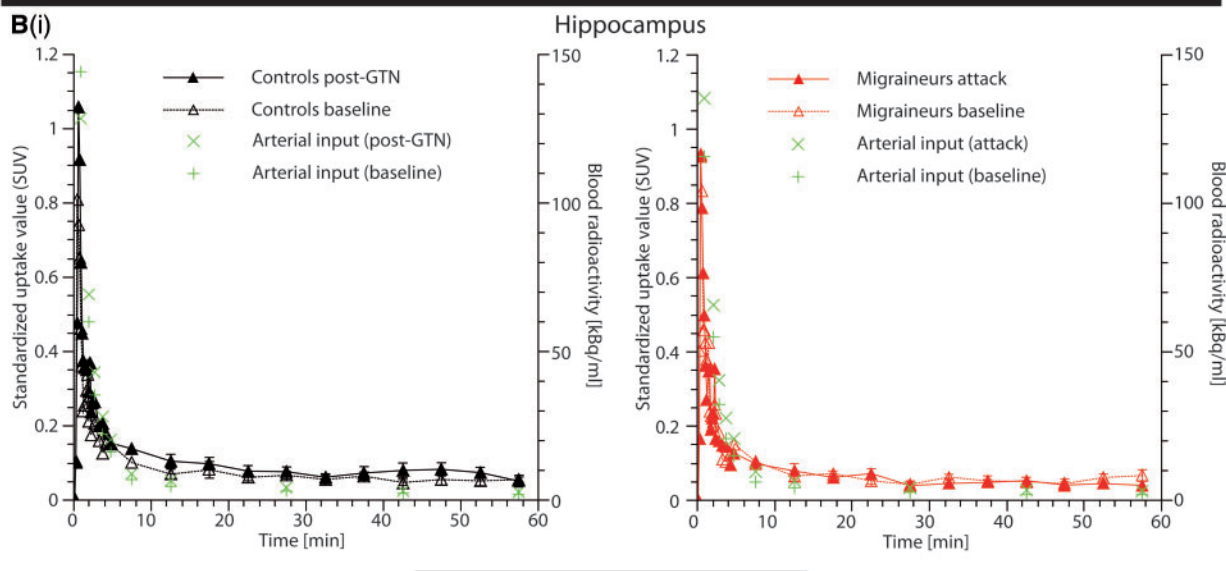 B(i)
Hippocampus
1.2
1
0.8
0.6
0.4
0.2
0
Standardized uptake value (SUV)
150
100
50
0
Blood radioactivity [kBq/ml]
Controls post-GTN
Controls baseline
Arterial input (post-GTN)
Arterial input (baseline)
0 10 20 30 40 50 60
Time [min]
1.2
1
0.8
0.6
0.4
0.2
0
Standardized uptake value (SUV)
150
100
50
0
Blood radioactivity [kBq/ml]
Migraineurs attack
Migraineurs baseline
Arterial input (attack)
Arterial input (baseline)
0 10 20 30 40 50 60
Time [min]